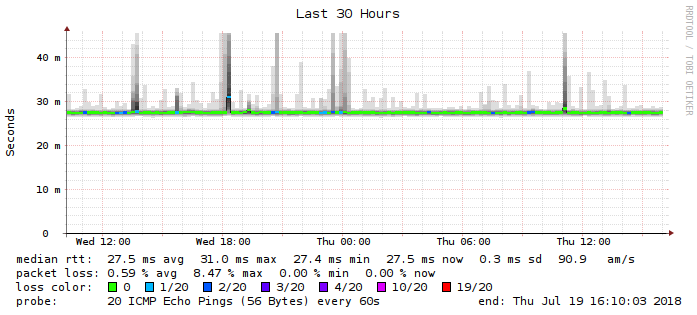 Last 30 Hours
RRDTOOL / TOBI OETIKER
Seconds
40 m
30 m
20 m
10 m
0
Wed 12:00 Wed 18:00 Thu 00:00 Thu 06:00 Thu 12:00
median rtt: 27.5 ms avg 31.0 ms max 27.4 ms min 27.5 ms now 0.3 ms sd 90.9 am/s
packet loss: 0.59 % avg 8.47 % max 0.00 % min 0.00 % now
loss color: 0 1/20 2/20 3/20 4/20 10/20 19/20
probe: 20 ICMP Echo Pings (56 Bytes) every 60s end: Thu Jul 19 16:10:03 2018